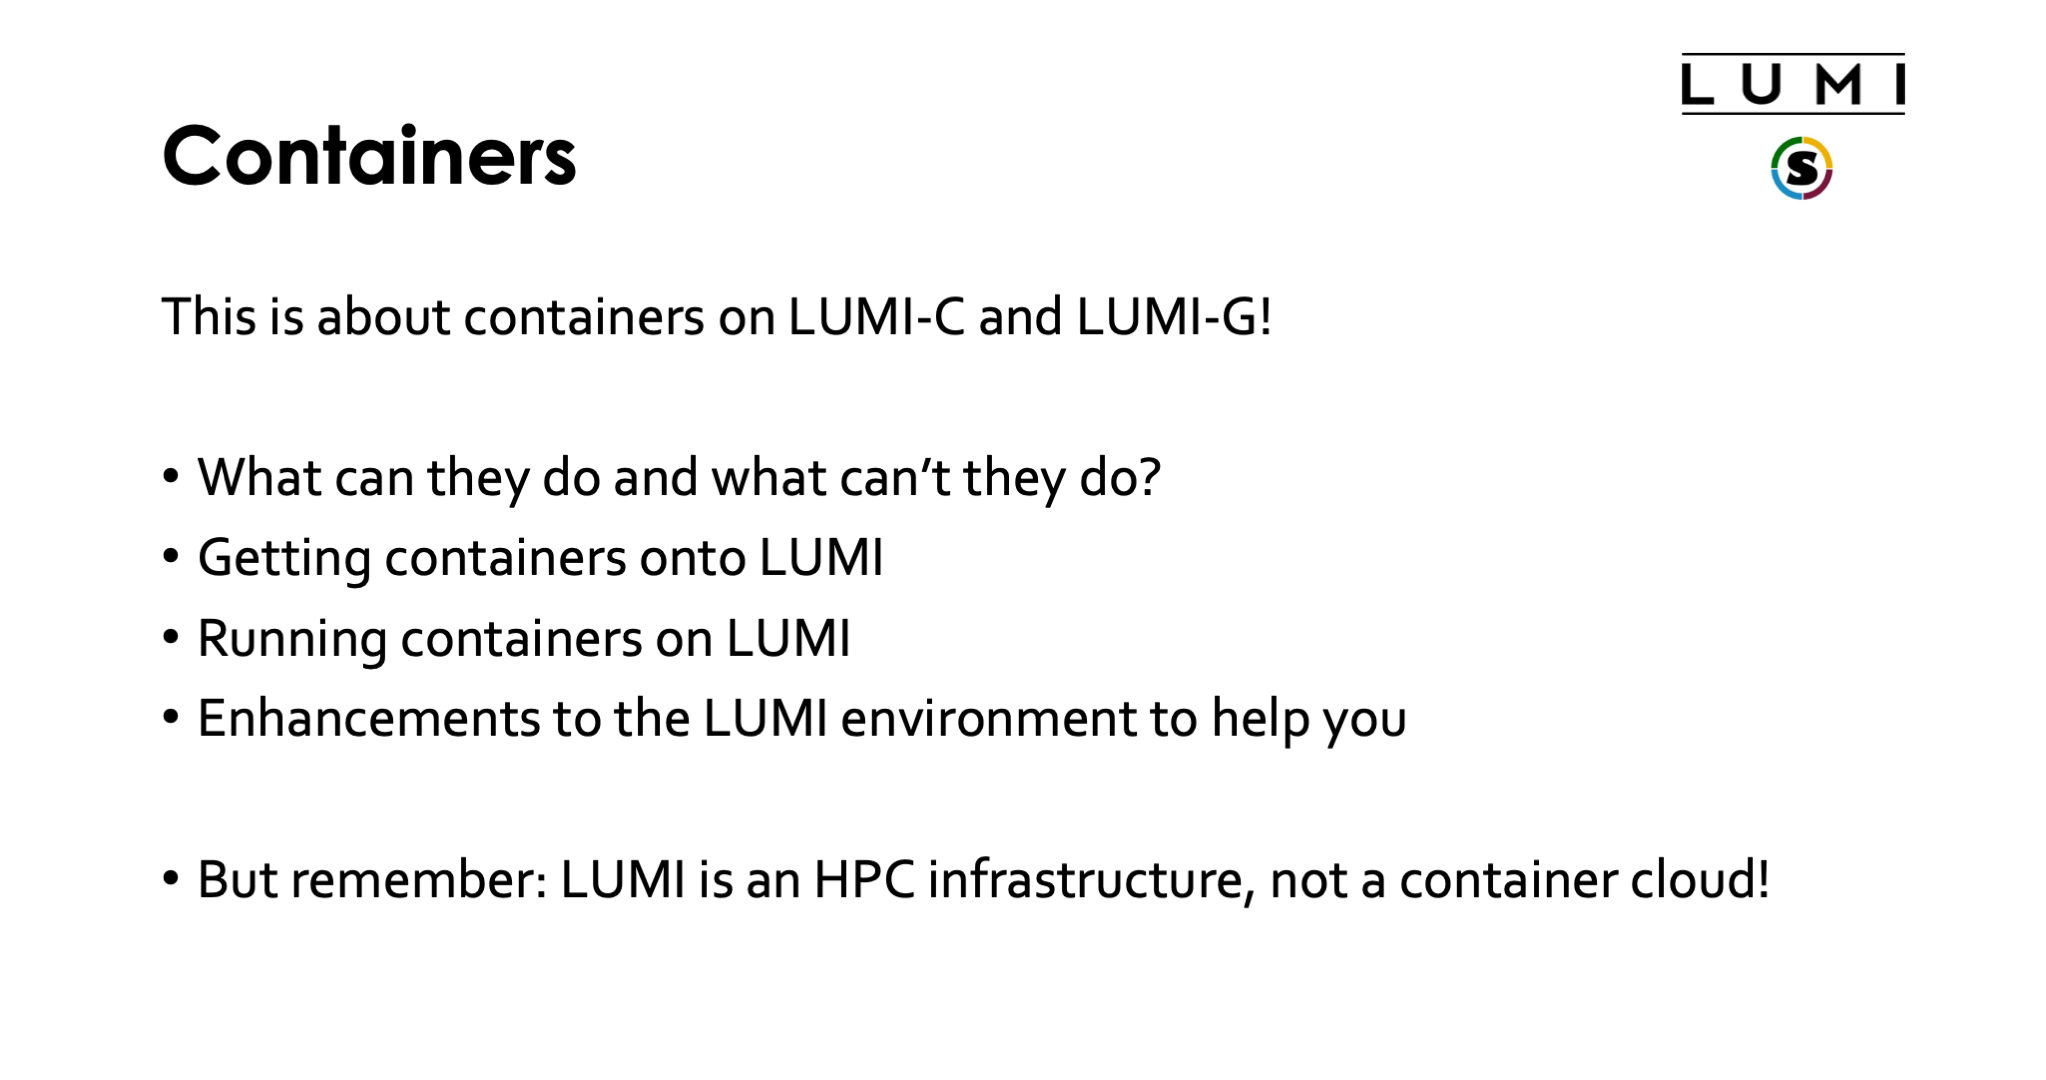 LUMI
S
Containers
This is about containers on LUMI-C and LUMI-G!
• What can they do and what can’t they do?
• Getting containers onto LUMI
• Running containers on LUMI
• Enhancements to the LUMI environment to help you
• But remember: LUMI is an HPC infrastructure, not a container cloud!